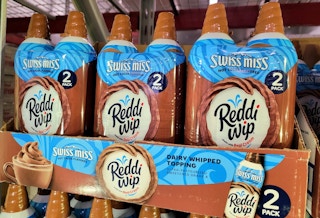 SWISS MISS
2
PACK
Reddi
wip
SWISS MISS
2
PACK
Reddi
wip
SWISS MISS
2
PACK
Reddi
wip
SWISS MISS
Reddi
wip
DAIRY WHIPPED
TOPPING
SWISS MISS
Reddi
wip
2
PACK